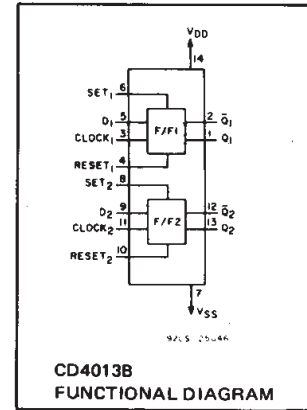 VDD
14
6
SET1
D1 5 2 Q̅1
F/F1
CLOCK1 3 1 Q1
RESET1 4
SET2 8
D2 9 12 Q̅2
F/F2
CLOCK2 11 13 Q2
10
RESET2
7
VSS
CD4013B
FUNCTIONAL DIAGRAM